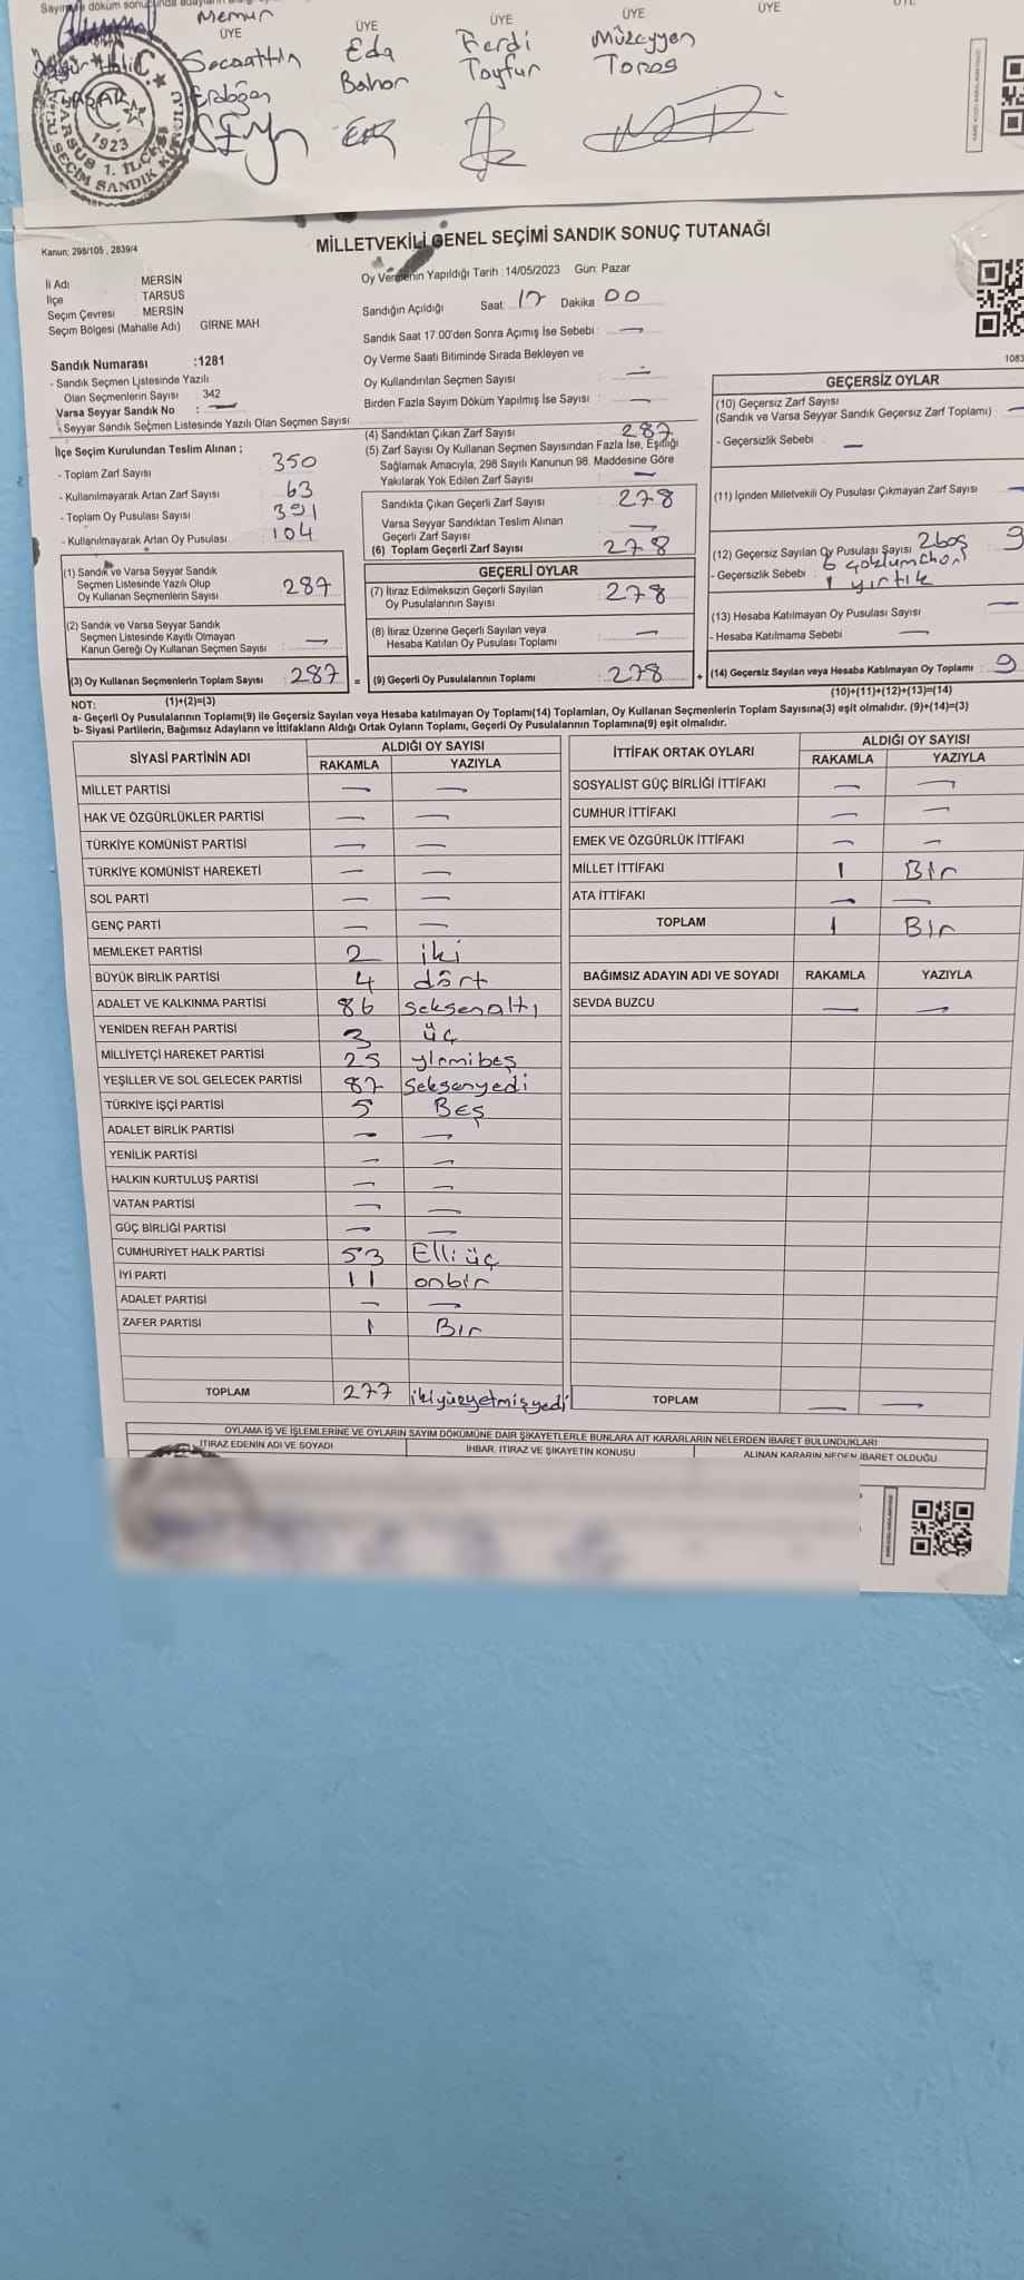 Memur
ÜYE ÜYE ÜYE ÜYE ÜYE
Eda Ferdi Müzeyyen
Erdoğan Bahar Tayfur Toros
T.C.
1923
TARSUS 1. İLÇESİ
SEÇİM SANDIK KURULU
Kanun: 298/105 , 2839/4
MİLLETVEKİLİ GENEL SEÇİMİ SANDIK SONUÇ TUTANAĞI
İli Adı MERSİN
İlçe TARSUS
Seçim Çevresi MERSİN
Seçim Bölgesi (Mahalle Adı) GİRNE MAH
Oy Vermenin Yapıldığı Tarih :14/05/2023 Gün: Pazar
Sandığın Açıldığı Saat: 17 Dakika 00
Sandık Saat 17.00'den Sonra Açımış İse Sebebi : —
Oy Verme Saati Bitiminde Sırada Bekleyen ve
Oy Kullandırılan Seçmen Sayısı : —
Birden Fazla Sayım Döküm Yapılmış İse Sayısı : —
Sandık Numarası :1281
- Sandık Seçmen Listesinde Yazılı
Olan Seçmenlerin Sayısı 342
Varsa Seyyar Sandık No : —
Seyyar Sandık Seçmen Listesinde Yazılı Olan Seçmen Sayısı
İlçe Seçim Kurulundan Teslim Alınan ;
- Toplam Zarf Sayısı 350
- Kullanılmayarak Artan Zarf Sayısı 63
- Toplam Oy Pusulası Sayısı 391
- Kullanılmayarak Artan Oy Pusulası 104
(1) Sandık ve Varsa Seyyar Sandık
Seçmen Listesinde Yazılı Olup
Oy Kullanan Seçmenlerin Sayısı 287
(2) Sandık ve Varsa Seyyar Sandık
Seçmen Listesinde Kayıtlı Olmayan
Kanun Gereği Oy Kullanan Seçmen Sayısı —
(3) Oy Kullanan Seçmenlerin Toplam Sayısı 287 =
(4) Sandıktan Çıkan Zarf Sayısı 287
(5) Zarf Sayısı Oy Kullanan Seçmen Sayısından Fazla İse, Eşitliği
Sağlamak Amacıyla, 298 Sayılı Kanunun 98. Maddesine Göre
Yakılarak Yok Edilen Zarf Sayısı —
Sandıkta Çıkan Geçerli Zarf Sayısı 278
Varsa Seyyar Sandıktan Teslim Alınan
Geçerli Zarf Sayısı —
(6) Toplam Geçerli Zarf Sayısı 278
GEÇERLİ OYLAR
(7) İtiraz Edilmeksizin Geçerli Sayılan
Oy Pusulalarının Sayısı 278
(8) İtiraz Üzerine Geçerli Sayılan veya
Hesaba Katılan Oy Pusulası Toplamı —
(9) Geçerli Oy Pusulalarının Toplamı 278 +
1083
GEÇERSİZ OYLAR
(10) Geçersiz Zarf Sayısı
(Sandık ve Varsa Seyyar Sandık Geçersiz Zarf Toplamı) —
- Geçersizlik Sebebi : —
(11) İçinden Milletvekili Oy Pusulası Çıkmayan Zarf Sayısı —
(12) Geçersiz Sayılan Oy Pusulası Sayısı 2 boş 9
- Geçersizlik Sebebi : 6
1 yırtık
(13) Hesaba Katılmayan Oy Pusulası Sayısı —
- Hesaba Katılmama Sebebi : —
(14) Geçersiz Sayılan veya Hesaba Katılmayan Oy Toplamı 9
NOT: (1)+(2)=(3) (10)+(11)+(12)+(13)=(14)
a- Geçerli Oy Pusulalarının Toplamı(9) ile Geçersiz Sayılan veya Hesaba katılmayan Oy Toplamı(14) Toplamları, Oy Kullanan Seçmenlerin Toplam Sayısına(3) eşit olmalıdır. (9)+(14)=(3)
b- Siyasi Partilerin, Bağımsız Adayların ve İttifakların Aldığı Ortak Oyların Toplamı, Geçerli Oy Pusulalarının Toplamına(9) eşit olmalıdır.
SİYASİ PARTİNİN ADI ALDIĞI OY SAYISI
RAKAMLA YAZIYLA
MİLLET PARTİSİ — —
HAK VE ÖZGÜRLÜKLER PARTİSİ — —
TÜRKİYE KOMÜNİST PARTİSİ — —
TÜRKİYE KOMÜNİST HAREKETİ — —
SOL PARTİ — —
GENÇ PARTİ — —
MEMLEKET PARTİSİ 2 iki
BÜYÜK BİRLİK PARTİSİ 4 dört
ADALET VE KALKINMA PARTİSİ 86 seksenaltı
YENİDEN REFAH PARTİSİ 3 üç
MİLLİYETÇİ HAREKET PARTİSİ 25 yirmibeş
YEŞİLLER VE SOL GELECEK PARTİSİ 87 Seksenyedi
TÜRKİYE İŞÇİ PARTİSİ 5 Beş
ADALET BİRLİK PARTİSİ — —
YENİLİK PARTİSİ — —
HALKIN KURTULUŞ PARTİSİ — —
VATAN PARTİSİ — —
GÜÇ BİRLİĞİ PARTİSİ — —
CUMHURİYET HALK PARTİSİ 53 Elli üç
İYİ PARTİ 11 onbir
ADALET PARTİSİ — —
ZAFER PARTİSİ 1 Bir
TOPLAM 277 ikiyüzyetmişyedi
İTTİFAK ORTAK OYLARI ALDIĞI OY SAYISI
RAKAMLA YAZIYLA
SOSYALİST GÜÇ BİRLİĞİ İTTİFAKI — —
CUMHUR İTTİFAKI — —
EMEK VE ÖZGÜRLÜK İTTİFAKI — —
MİLLET İTTİFAKI 1 Bir
ATA İTTİFAKI — —
TOPLAM 1 Bir
BAĞIMSIZ ADAYIN ADI VE SOYADI RAKAMLA YAZIYLA
SEVDA BUZCU — —
TOPLAM — —
OYLAMA İŞ VE İŞLEMLERİNE VE OYLARIN SAYIM DÖKÜMÜNE DAİR ŞİKAYETLERLE BUNLARA AİT KARARLARIN NELERDEN İBARET BULUNDUKLARI
İTİRAZ EDENİN ADI VE SOYADI İHBAR, İTİRAZ VE ŞİKAYETİN KONUSU ALINAN KARARIN NEDEN İBARET OLDUĞU